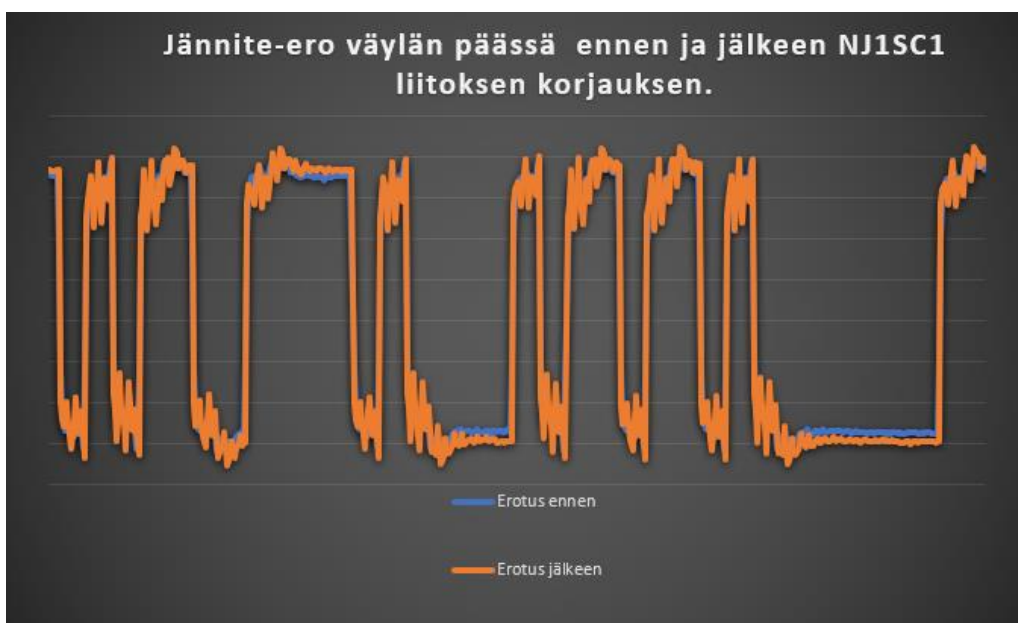 Jännite-ero väylän päässä ennen ja jälkeen NJ1SC1
liitoksen korjauksen.
Erotus ennen
Erotus jälkeen